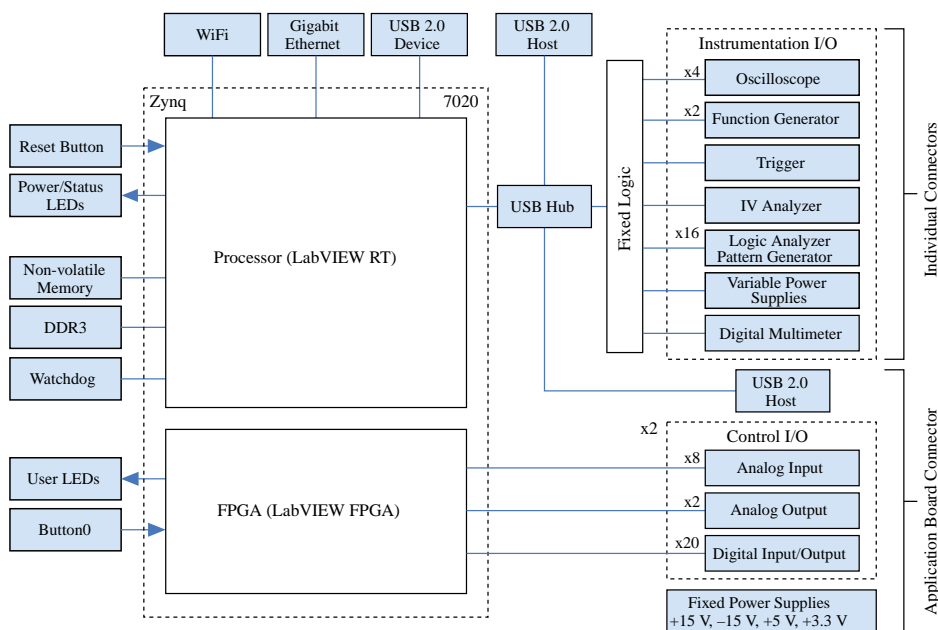 WiFi
Gigabit
Ethernet
USB 2.0
Device
USB 2.0
Host
Instrumentation I/O
Zynq
7020
x4
Oscilloscope
x2
Function Generator
Reset Button
Trigger
Power/Status
LEDs
USB Hub
Fixed Logic
IV Analyzer
Individual Connectors
x16
Logic Analyzer
Pattern Generator
Processor (LabVIEW RT)
Non-volatile
Memory
Variable Power
Supplies
DDR3
Digital Multimeter
Watchdog
USB 2.0
Host
x2
Control I/O
x8
Analog Input
User LEDs
x2
Analog Output
FPGA (LabVIEW FPGA)
Button0
x20
Digital Input/Output
Application Board Connector
Fixed Power Supplies
+15 V, –15 V, +5 V, +3.3 V